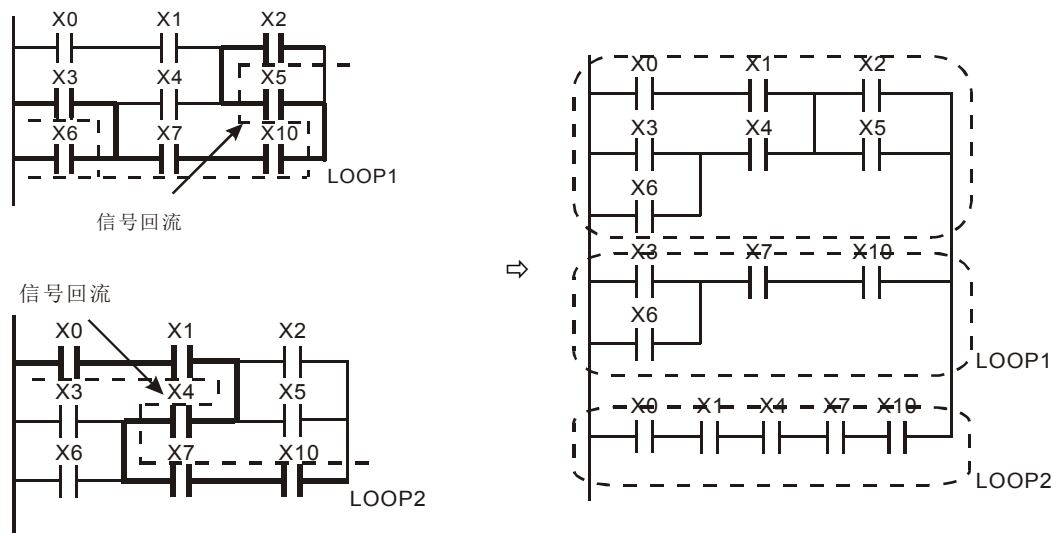 X0 X1 X2
X3 X4 X5
X6 X7 X10
LOOP1
信号回流
信号回流
X0 X1 X2
X3 X4 X5
X6 X7 X10
LOOP2
⇨
X0 X1 X2
X3 X4 X5
X6
X3 X7 X10
X6
LOOP1
X0 X1 X4 X7 X10
LOOP2